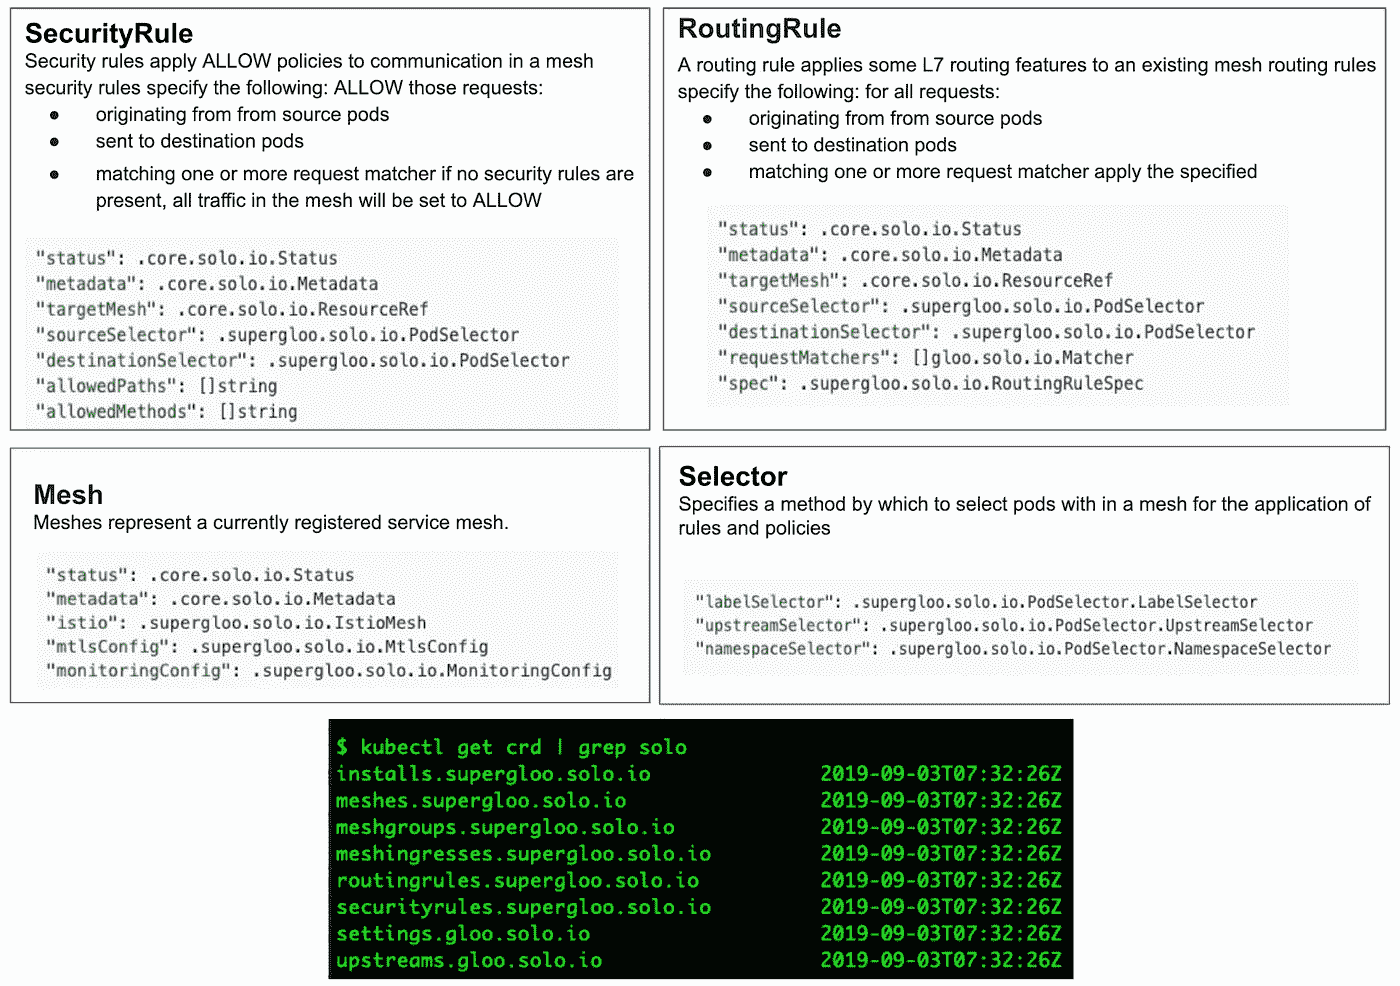 SecurityRule
Security rules apply ALLOW policies to communication in a mesh
security rules specify the following: ALLOW those requests:
● originating from from source pods
● sent to destination pods
● matching one or more request matcher if no security rules are
present, all traffic in the mesh will be set to ALLOW
"status": .core.solo.io.Status
"metadata": .core.solo.io.Metadata
"targetMesh": .core.solo.io.ResourceRef
"sourceSelector": .supergloo.solo.io.PodSelector
"destinationSelector": .supergloo.solo.io.PodSelector
"allowedPaths": []string
"allowedMethods": []string
RoutingRule
A routing rule applies some L7 routing features to an existing mesh routing rules
specify the following: for all requests:
● originating from from source pods
● sent to destination pods
● matching one or more request matcher apply the specified
"status": .core.solo.io.Status
"metadata": .core.solo.io.Metadata
"targetMesh": .core.solo.io.ResourceRef
"sourceSelector": .supergloo.solo.io.PodSelector
"destinationSelector": .supergloo.solo.io.PodSelector
"requestMatchers": []gloo.solo.io.Matcher
"spec": .supergloo.solo.io.RoutingRuleSpec
Mesh
Meshes represent a currently registered service mesh.
"status": .core.solo.io.Status
"metadata": .core.solo.io.Metadata
"istio": .supergloo.solo.io.IstioMesh
"mtlsConfig": .supergloo.solo.io.MtlsConfig
"monitoringConfig": .supergloo.solo.io.MonitoringConfig
Selector
Specifies a method by which to select pods with in a mesh for the application of
rules and policies
"labelSelector": .supergloo.solo.io.PodSelector.LabelSelector
"upstreamSelector": .supergloo.solo.io.PodSelector.UpstreamSelector
"namespaceSelector": .supergloo.solo.io.PodSelector.NamespaceSelector
$ kubectl get crd | grep solo
installs.supergloo.solo.io 2019-09-03T07:32:26Z
meshes.supergloo.solo.io 2019-09-03T07:32:26Z
meshgroups.supergloo.solo.io 2019-09-03T07:32:26Z
meshingresses.supergloo.solo.io 2019-09-03T07:32:26Z
routingrules.supergloo.solo.io 2019-09-03T07:32:26Z
securityrules.supergloo.solo.io 2019-09-03T07:32:26Z
settings.gloo.solo.io 2019-09-03T07:32:26Z
upstreams.gloo.solo.io 2019-09-03T07:32:26Z